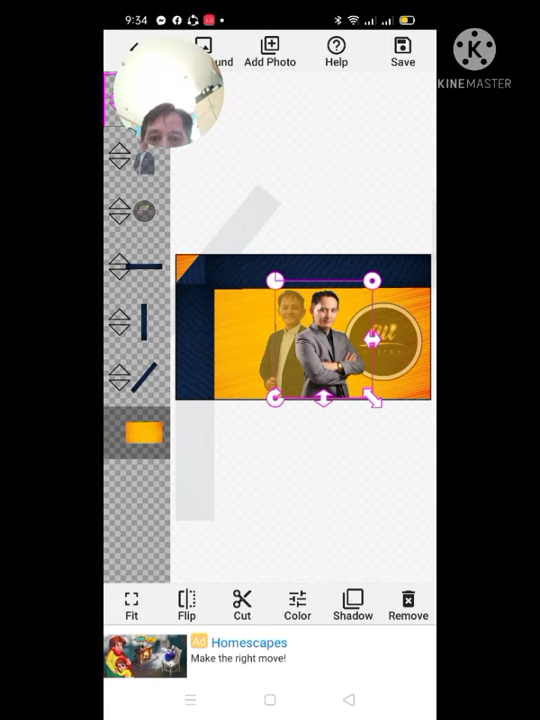 9:34
KINEMASTER
und
Add Photo
Help
Save
Fit
Flip
Cut
Color
Shadow
Remove
Ad Homescapes
Make the right move!